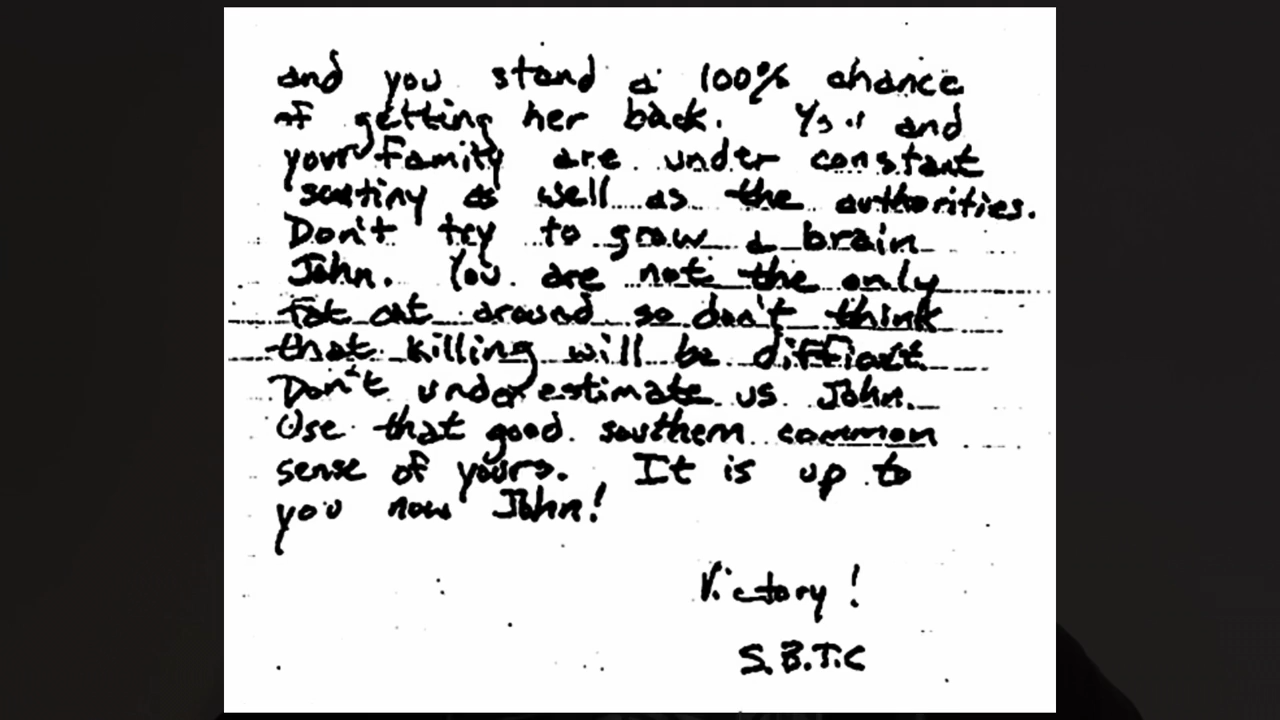 and you stand a 100% chance
of getting her back. You and
your family are under constant
scutiny as well as the authorities.
Don't try to grow a brain
John. You are not the only
fat cat around so don't think
that killing will be difficult.
Don't underestimate us John.
Use that good southern common
sense of yours. It is up to
you now John!
Victory!
S.B.T.C